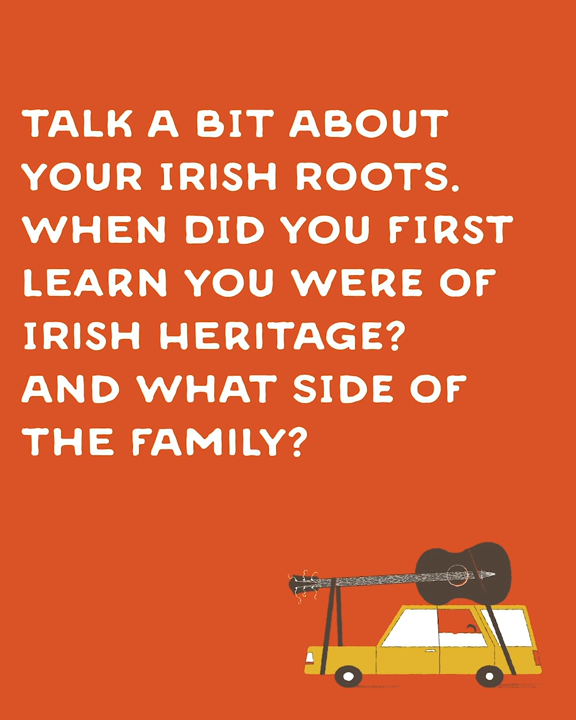 TALK A BIT ABOUT
YOUR IRISH ROOTS.
WHEN DID YOU FIRST
LEARN YOU WERE OF
IRISH HERITAGE?
AND WHAT SIDE OF
THE FAMILY?